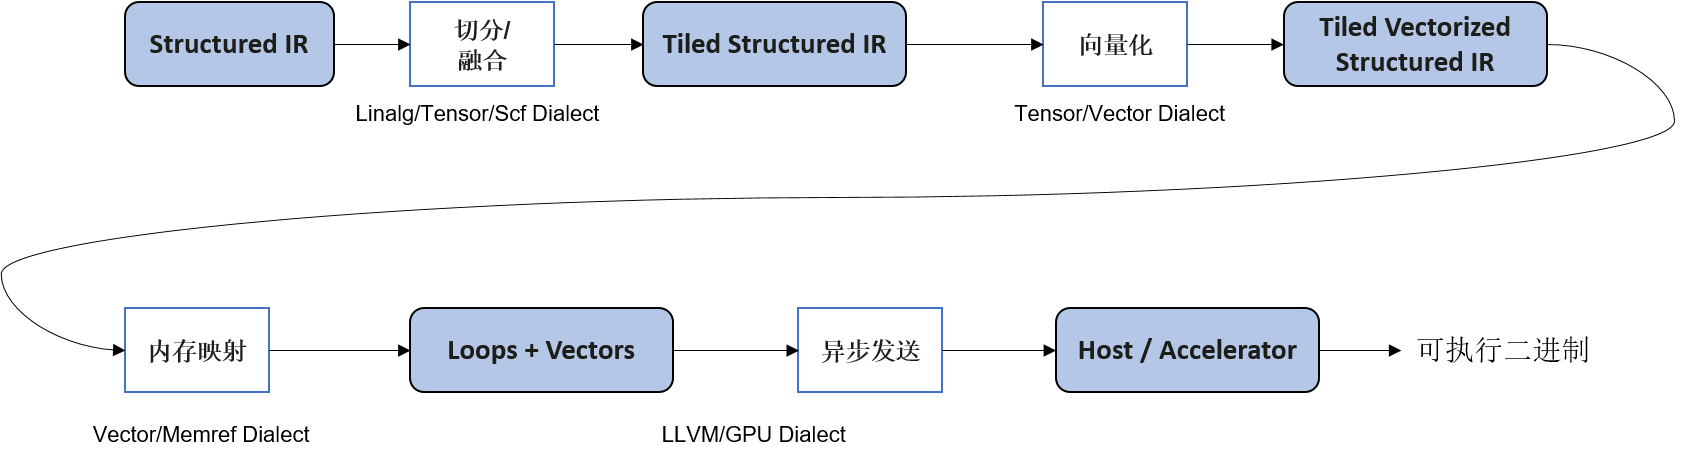 Structured IR
切分/
融合
Tiled Structured IR
向量化
Tiled Vectorized
Structured IR
Linalg/Tensor/Scf Dialect
Tensor/Vector Dialect
内存映射
Loops + Vectors
异步发送
Host / Accelerator
可执行二进制
Vector/Memref Dialect
LLVM/GPU Dialect